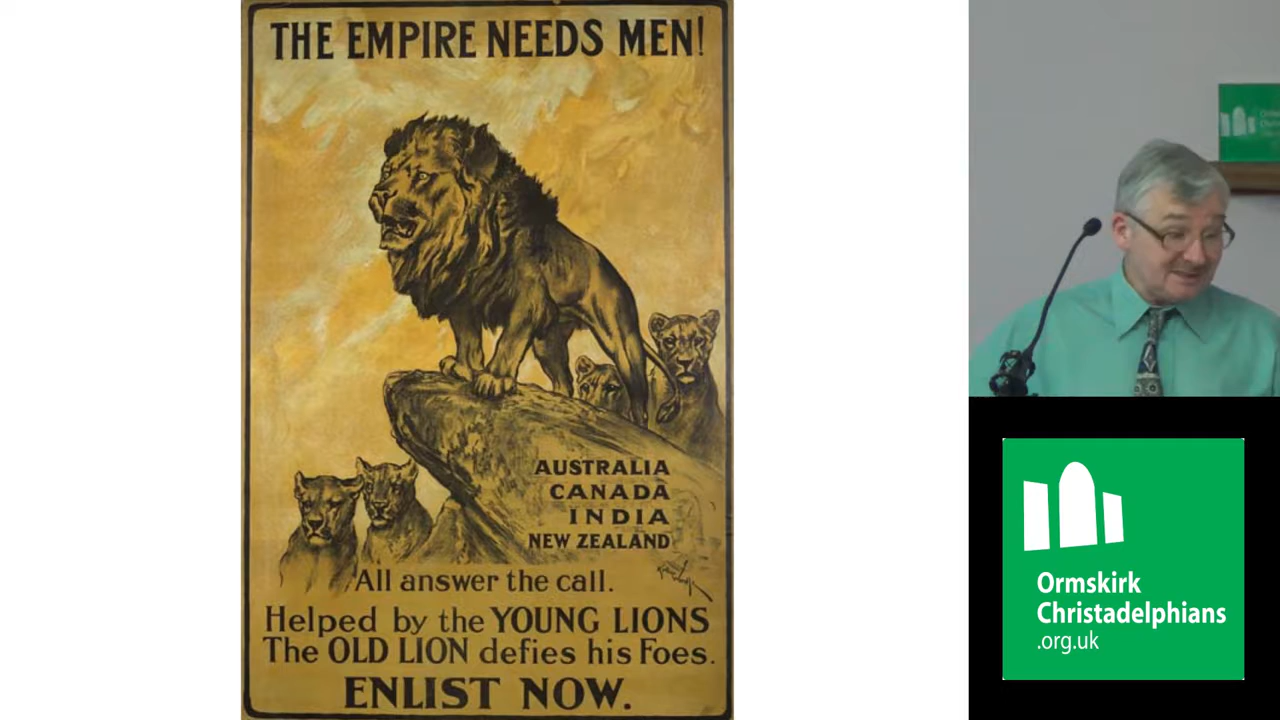 THE EMPIRE NEEDS MEN!
AUSTRALIA
CANADA
INDIA
NEW ZEALAND
All answer the call.
Helped by the YOUNG LIONS
The OLD LION defies his Foes.
ENLIST NOW.
Ormskirk
Christadelphians
.org.uk